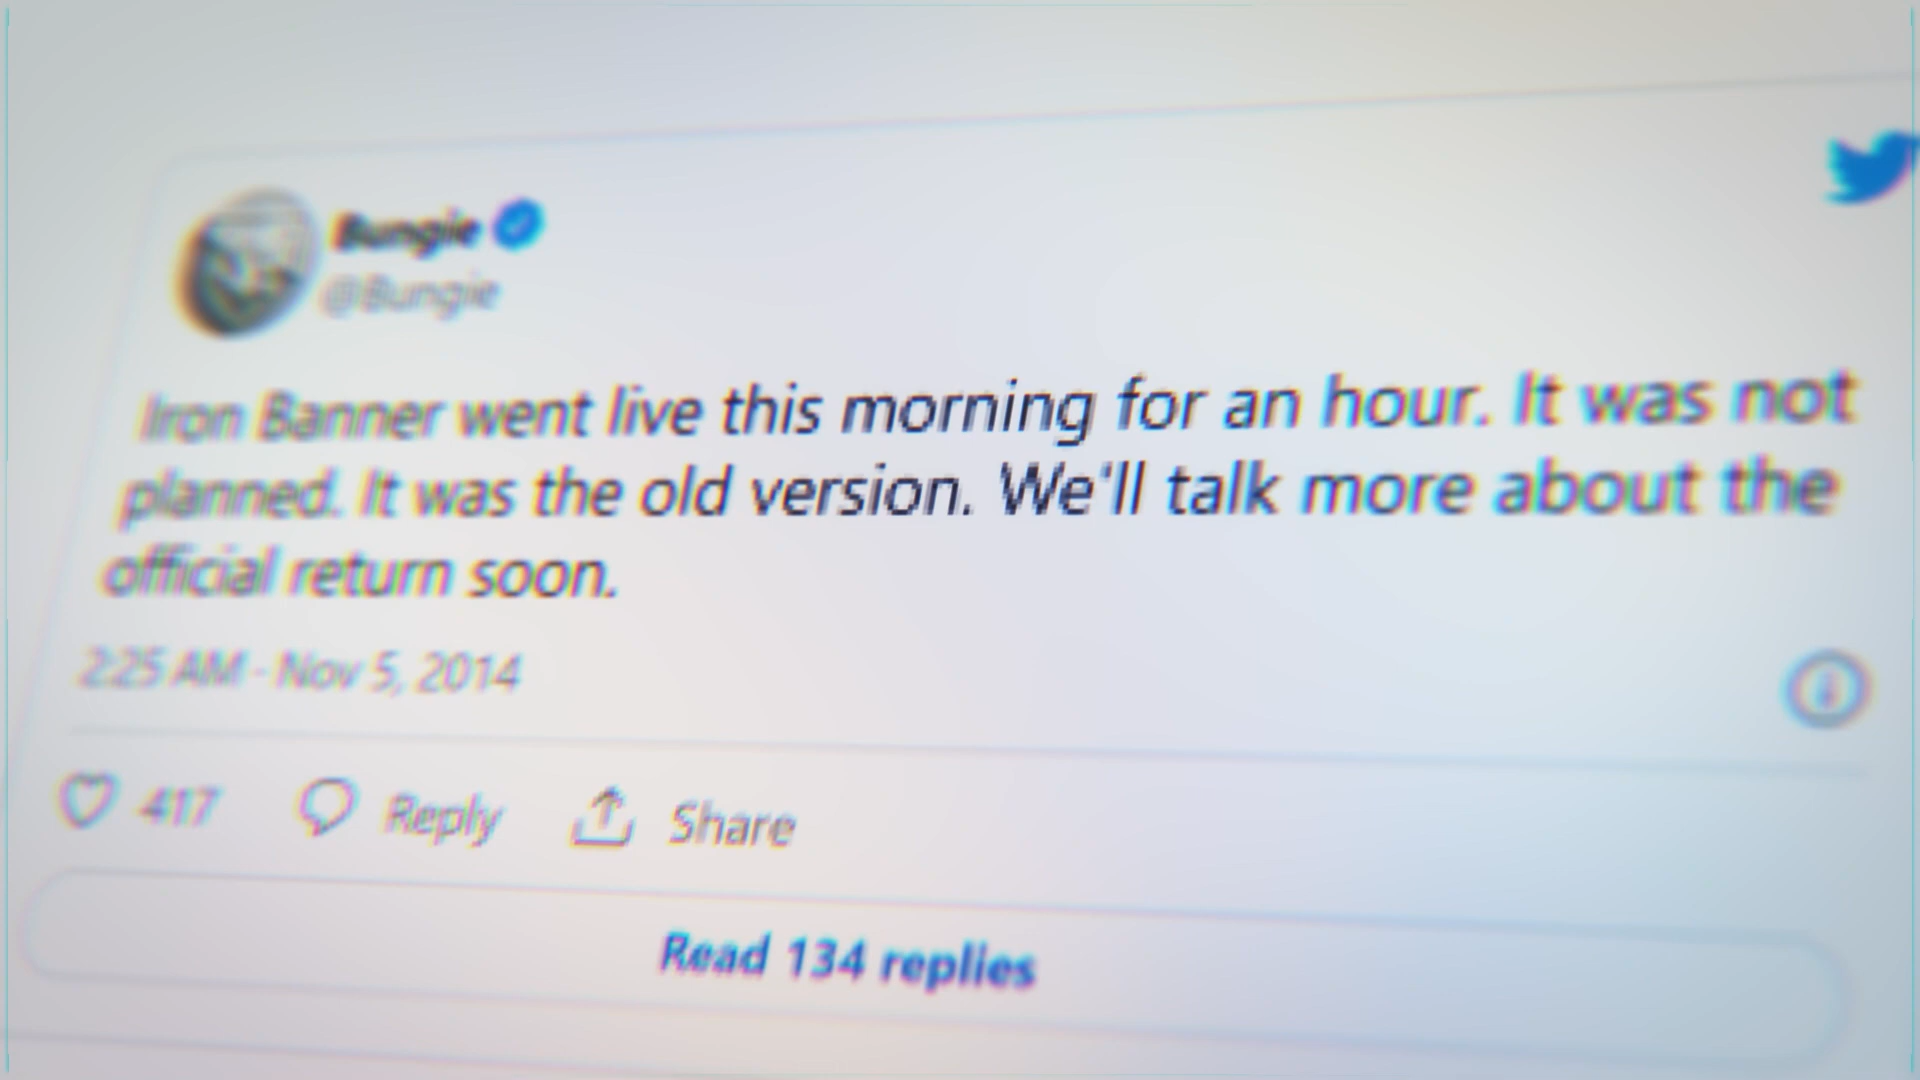 Bungie
@Bungie
Iron Banner went live this morning for an hour. It was not
planned. It was the old version. We'll talk more about the
official return soon.
2:25 AM · Nov 5, 2014
417 Reply Share
Read 134 replies